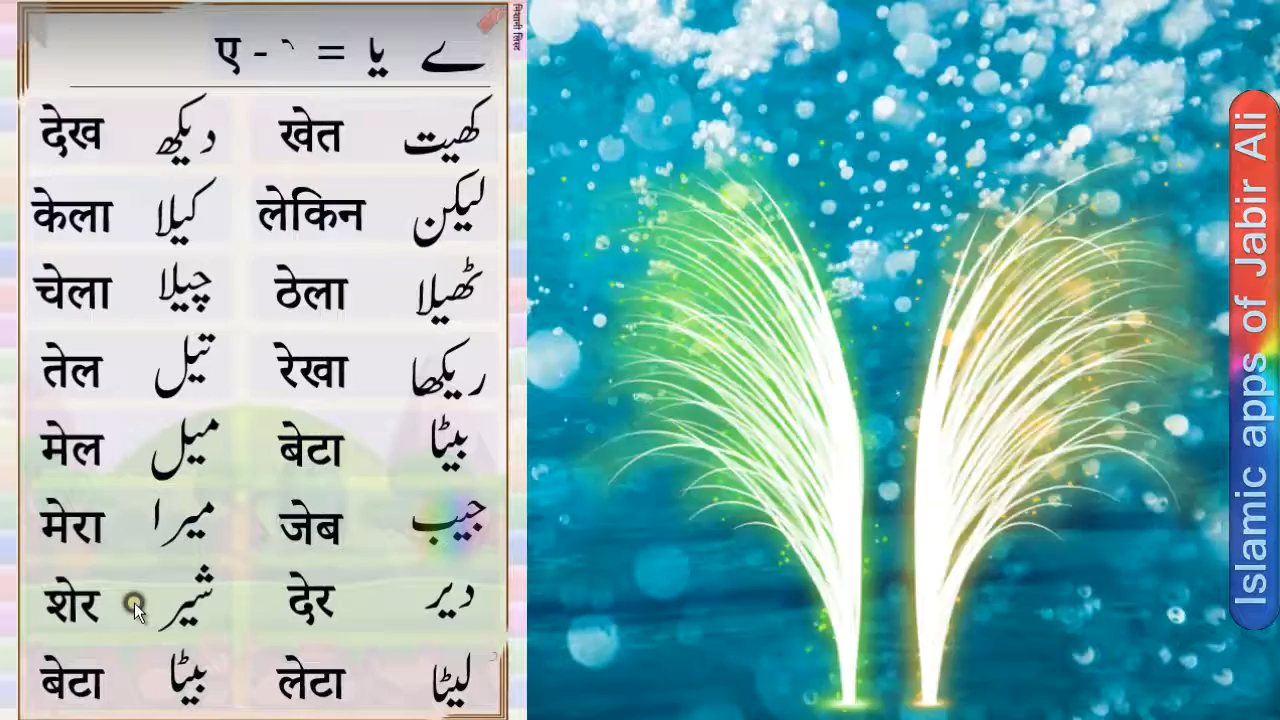 ए - े = یا ے
देख دیکھ खेत کھیت
केला کیلا लेकिन لیکن
चेला چیلا ठेला ٹھیلا
तेल تیل रेखा ریکھا
मेल میل बेटा بیٹا
मेरा میرا जेब جیب
शेर شیر देर دیر
बेटा بیٹا लेटा لیٹا
Islamic apps of Jabir Ali